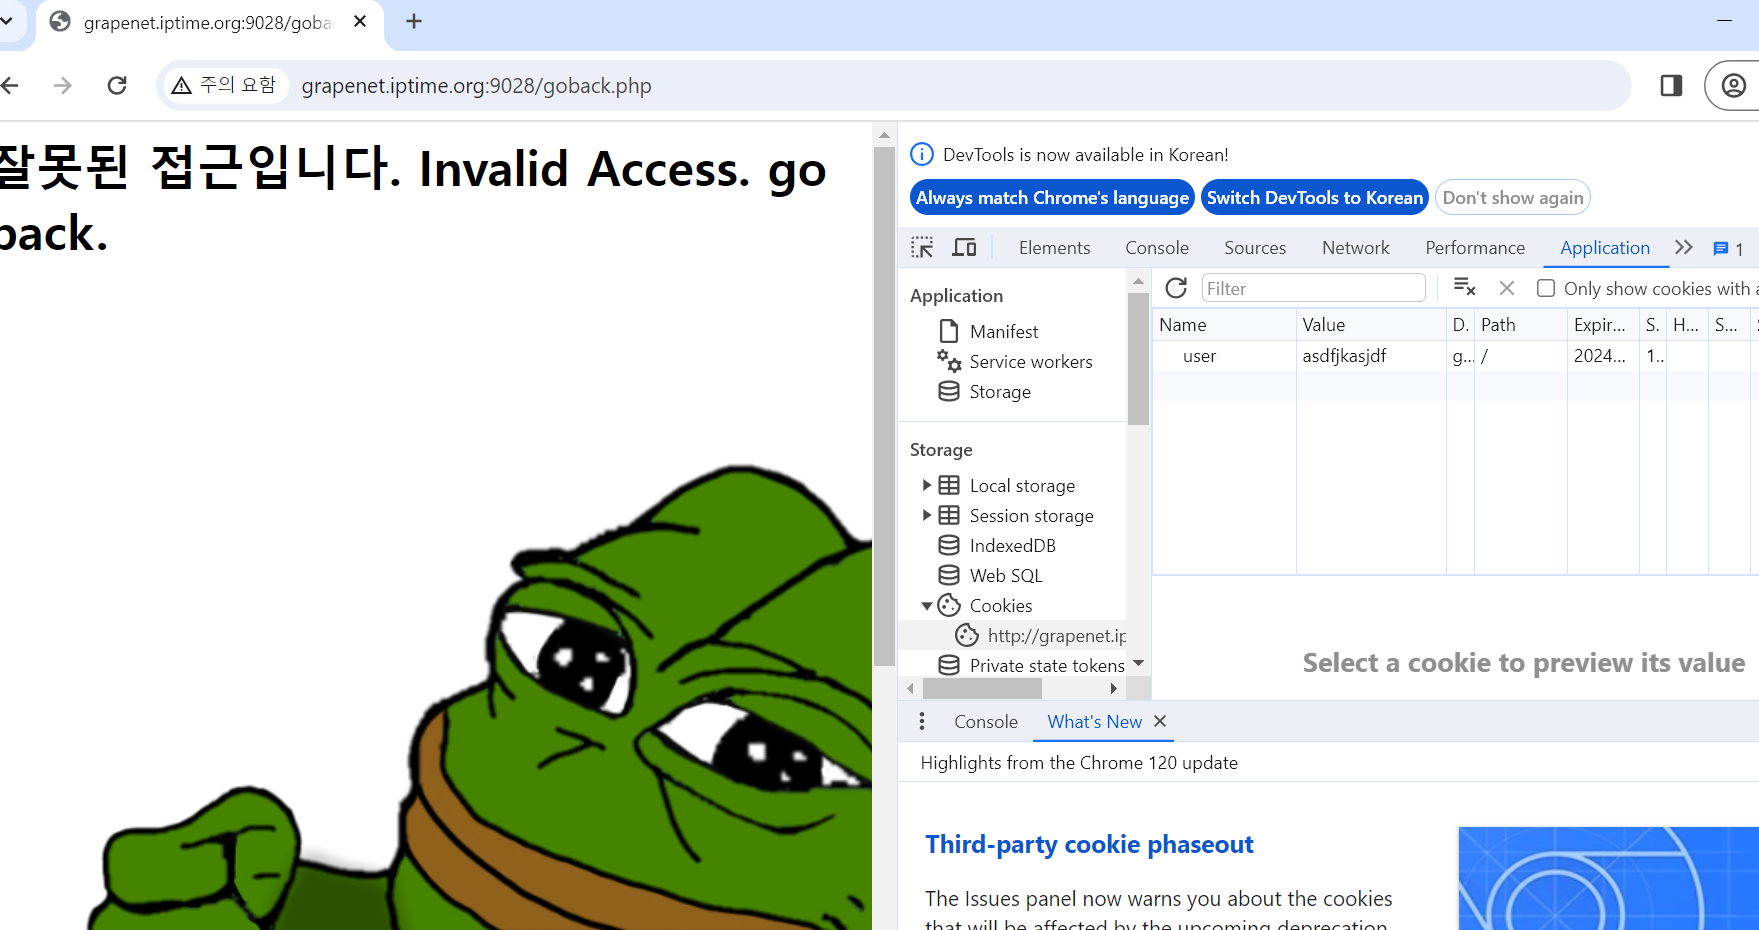 grapenet.iptime.org:9028/goba
주의 요함
grapenet.iptime.org:9028/goback.php
잘못된 접근입니다. Invalid Access. go
back.
DevTools is now available in Korean!
Always match Chrome's language
Switch DevTools to Korean
Don't show again
Elements
Console
Sources
Network
Performance
Application
1
Application
Manifest
Service workers
Storage
Storage
Local storage
Session storage
IndexedDB
Web SQL
Cookies
http://grapenet.ip
Private state tokens
Filter
Only show cookies with a
Name Value D. Path Expir... S. H... S...
user asdfjkasjdf g... / 2024... 1..
Select a cookie to preview its value
Console
What's New
Highlights from the Chrome 120 update
Third-party cookie phaseout
The Issues panel now warns you about the cookies
that will be affected by the upcoming deprecation